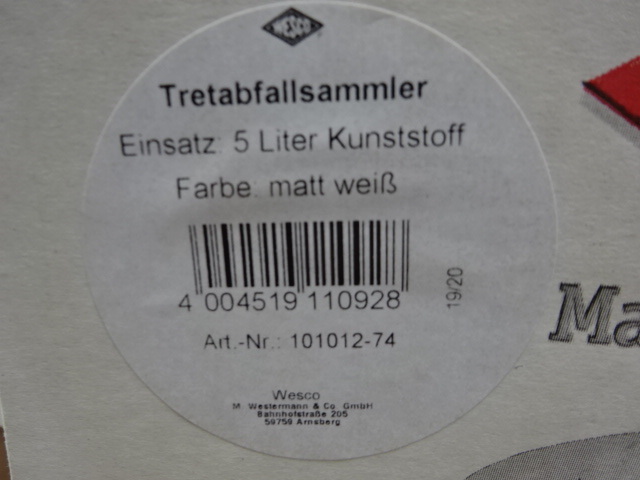 WESCO
Tretabfallsammler
Einsatz: 5 Liter Kunststoff
Farbe: matt weiß
4 004519 110928
19/20
Art.-Nr.: 101012-74
Wesco
M. Westermann & Co. GmbH
Bahnhofstraße 205
59759 Arnsberg
Ma